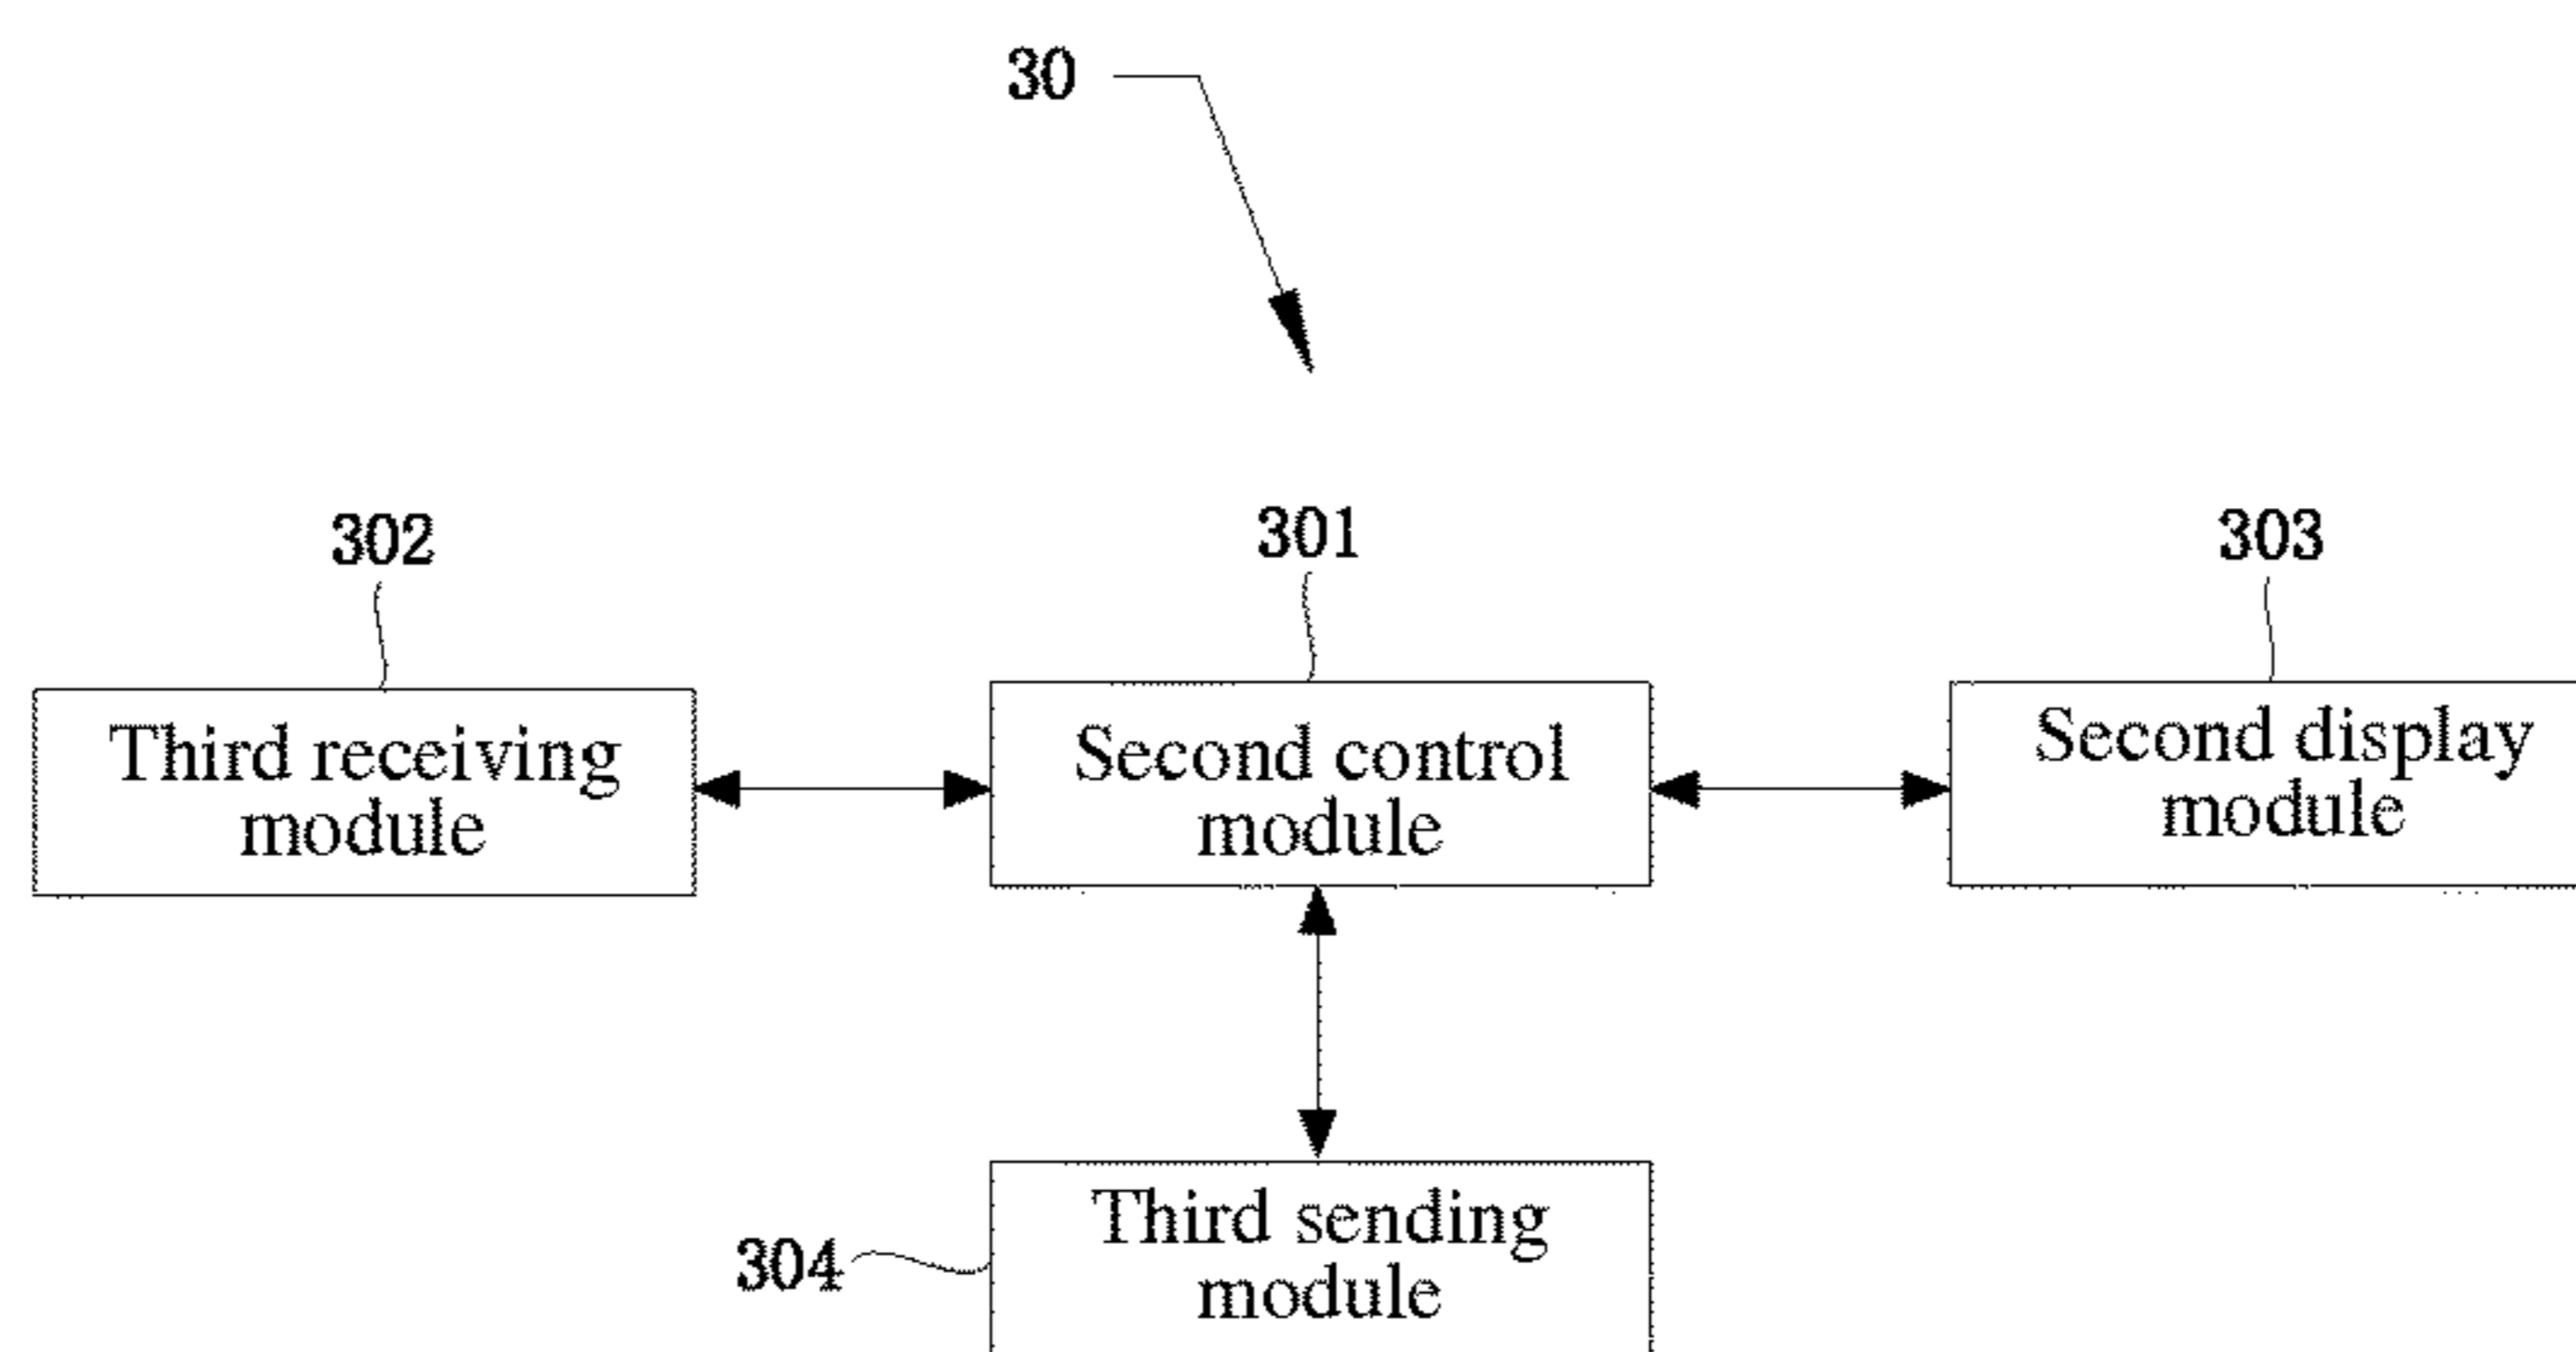 30
302
301
303
Third receiving
module
Second control
module
Second display
module
304
Third sending
module